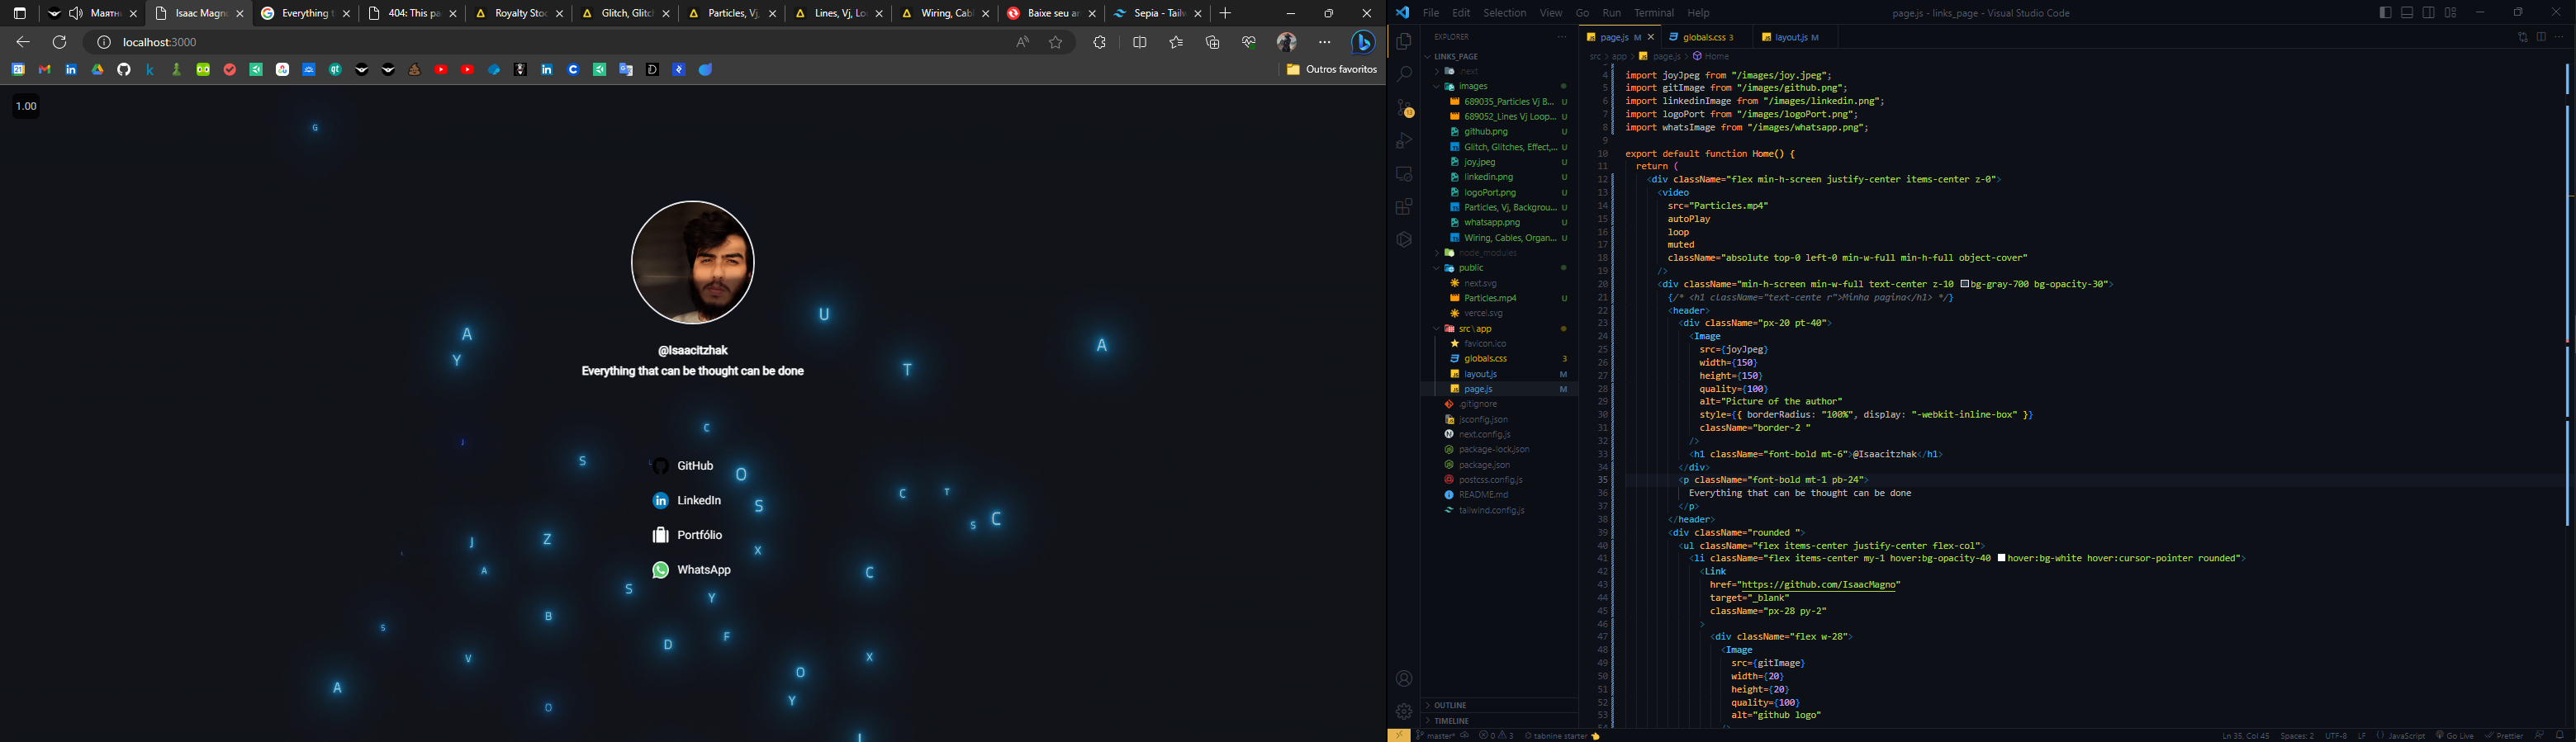 Маятни
Isaac Magn
Everything t
404: This pa
Royalty Sto
Glitch, Glitch
Particles, Vj,
Lines, Vj, Lo
Wiring, Cabl
Baixe seu ar
Sepia - Tailw
localhost:3000
Outros favoritos
1.00
G
U
A
A
Y
T
@Isaacitzhak
Everything that can be thought can be done
C
S
GitHub
O
LinkedIn
C
T
S
S
C
J
Z
Portfólio
X
A
WhatsApp
C
S
Y
B
S
D
F
V
X
O
A
Y
O
L
File Edit Selection View Go Run Terminal Help
page.js - links_page - Visual Studio Code
EXPLORER
LINKS_PAGE
.next
images
689035_Particles Vj B... U
689052_Lines Vj Loop... U
github.png U
Glitch, Glitches, Effect,... U
joy.jpeg U
linkedin.png U
logoPort.png U
Particles, Vj, Backgrou... U
whatsapp.png U
Wiring, Cables, Organ... U
node_modules
public
next.svg
Particles.mp4 U
vercel.svg
src\app
favicon.ico
globals.css 3
layout.js M
page.js M
.gitignore
jsconfig.json
next.config.js
package-lock.json
package.json
postcss.config.js
README.md
tailwind.config.js
OUTLINE
TIMELINE
page.js M
globals.css 3
layout.js M
src > app > page.js > Home
4 import joyJpeg from "/images/joy.jpeg";
5 import gitImage from "/images/github.png";
6 import linkedinImage from "/images/linkedin.png";
7 import logoPort from "/images/logoPort.png";
8 import whatsImage from "/images/whatsapp.png";
9
10 export default function Home() {
11 return (
12 <div className="flex min-h-screen justify-center items-center z-0">
13 <video
14 src="Particles.mp4"
15 autoPlay
16 loop
17 muted
18 className="absolute top-0 left-0 min-w-full min-h-full object-cover"
19 />
20 <div className="min-h-screen min-w-full text-center z-10 bg-gray-700 bg-opacity-30">
21 {/* <h1 className="text-cente r">Minha pagina</h1> */}
22 <header>
23 <div className="px-20 pt-40">
24 <Image
25 src={joyJpeg}
26 width={150}
27 height={150}
28 quality={100}
29 alt="Picture of the author"
30 style={{ borderRadius: "100%", display: "-webkit-inline-box" }}
31 className="border-2 "
32 />
33 <h1 className="font-bold mt-6">@Isaacitzhak</h1>
34 </div>
35 <p className="font-bold mt-1 pb-24">
36 Everything that can be thought can be done
37 </p>
38 </header>
39 <div className="rounded ">
40 <ul className="flex items-center justify-center flex-col">
41 <li className="flex items-center my-1 hover:bg-opacity-40 hover:bg-white hover:cursor-pointer rounded">
42 <Link
43 href="https://github.com/IsaacMagno"
44 target="_blank"
45 className="px-28 py-2"
46 >
47 <div className="flex w-28">
48 <Image
49 src={gitImage}
50 width={20}
51 height={20}
52 quality={100}
53 alt="github logo"
master* 0 3 tabnine starter
Ln 35, Col 45 Spaces: 2 UTF-8 LF JavaScript Go Live Prettier